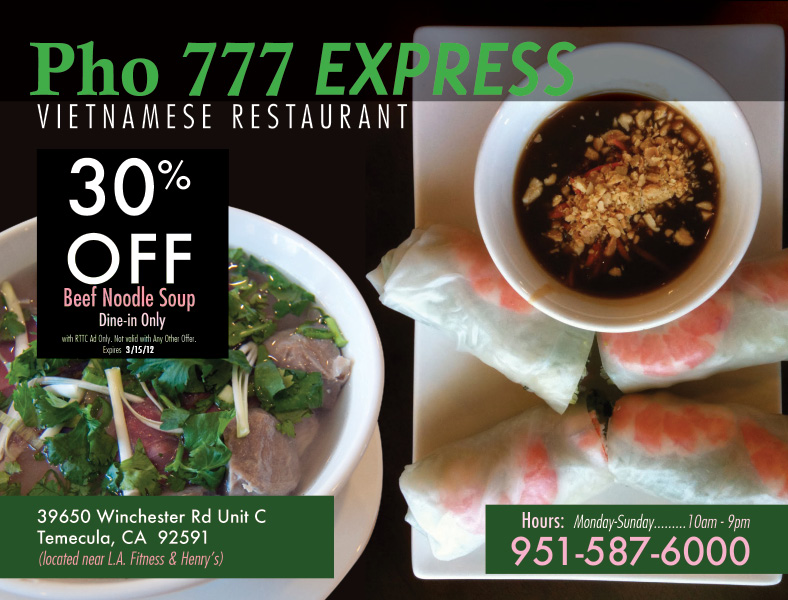 Pho 777 EXPRESS
VIETNAMESE RESTAURANT
30%
OFF
Beef Noodle Soup
Dine-in Only
with RTTC Ad Only. Not valid with Any Other Offer.
Expires 3/15/12
39650 Winchester Rd Unit C
Temecula, CA 92591
(located near L.A. Fitness & Henry's)
Hours: Monday-Sunday.........10am - 9pm
951-587-6000